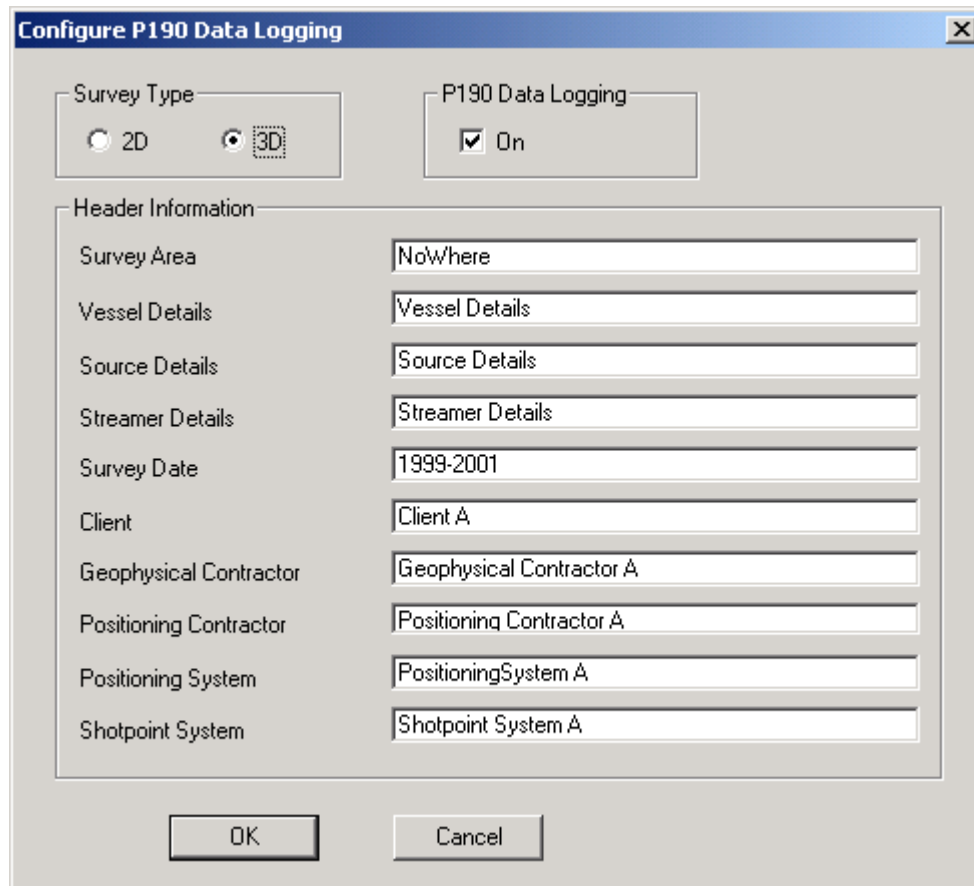 Configure P190 Data Logging
Survey Type
P190 Data Logging
2D
3D
On
Header Information
Survey Area
NoWhere
Vessel Details
Vessel Details
Source Details
Source Details
Streamer Details
Streamer Details
Survey Date
1999-2001
Client
Client A
Geophysical Contractor
Geophysical Contractor A
Positioning Contractor
Positioning Contractor A
Positioning System
PositioningSystem A
Shotpoint System
Shotpoint System A
OK
Cancel